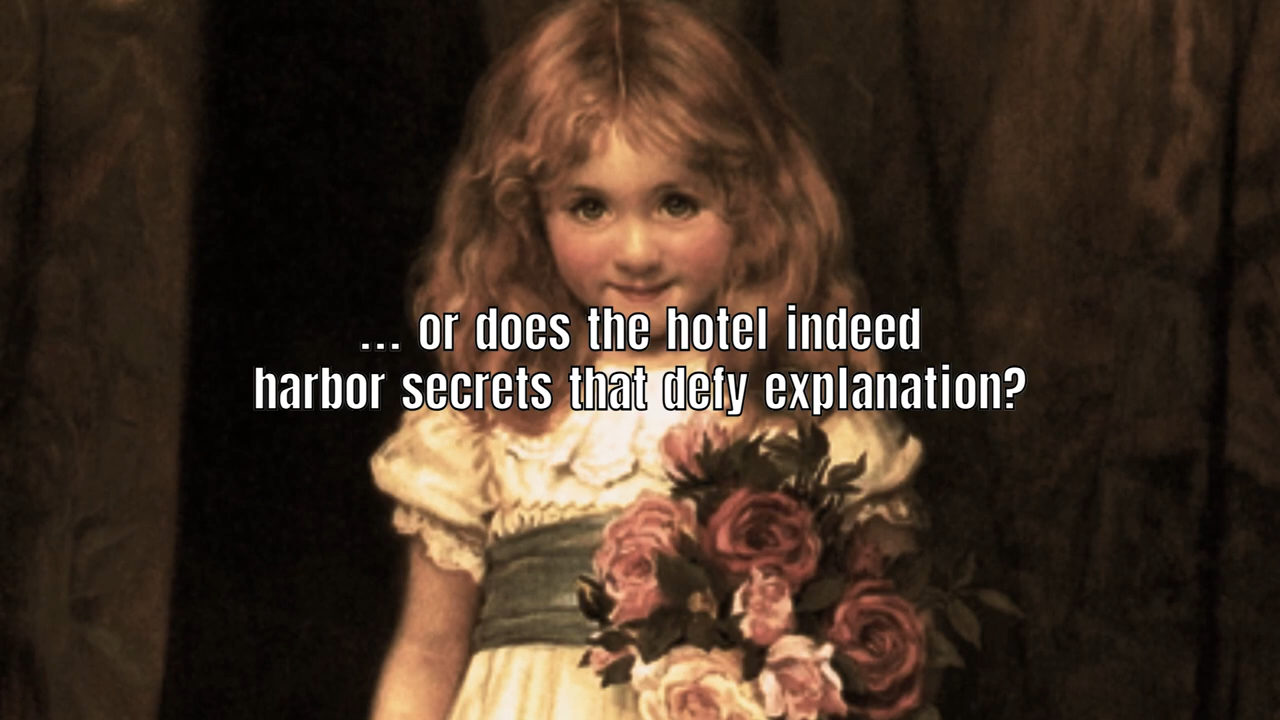 ... or does the hotel indeed
harbor secrets that defy explanation?